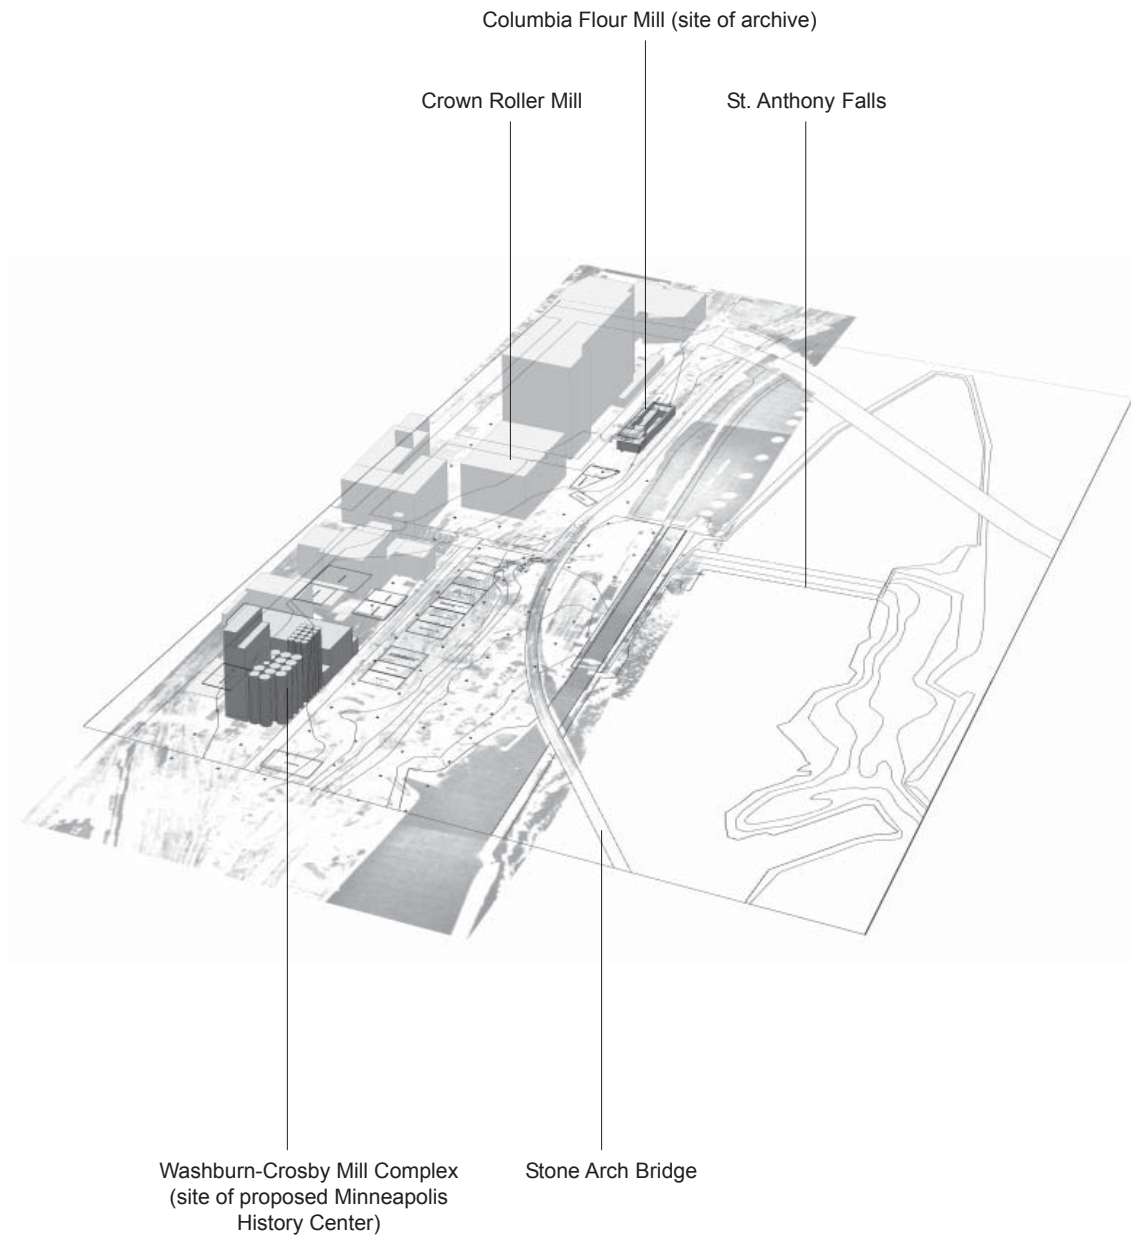 Columbia Flour Mill (site of archive)
Crown Roller Mill
St. Anthony Falls
Washburn-Crosby Mill Complex
(site of proposed Minneapolis
History Center)
Stone Arch Bridge